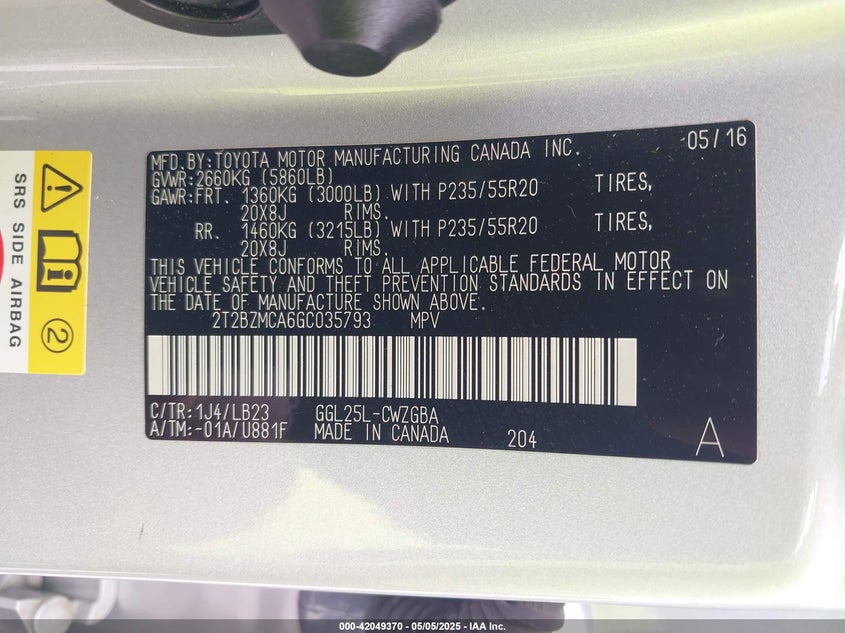 MFD.BY:TOYOTA MOTOR MANUFACTURING CANADA INC. 05/16
GVWR:2660KG (5860LB)
GAWR:FRT. 1360KG (3000LB) WITH P235/55R20 TIRES,
20X8J RIMS.
RR. 1460KG (3215LB) WITH P235/55R20 TIRES,
20X8J RIMS.
THIS VEHICLE CONFORMS TO ALL APPLICABLE FEDERAL MOTOR
VEHICLE SAFETY AND THEFT PREVENTION STANDARDS IN EFFECT ON
THE DATE OF MANUFACTURE SHOWN ABOVE.
2T2BZMCA6GC035793 MPV
C/TR:1J4/LB23 GGL25L-CWZGBA
A/TM:-01A/U881F MADE IN CANADA 204 A
SRS SIDE AIRBAG
2
000-42049370 - 05/05/2025 - IAA Inc.